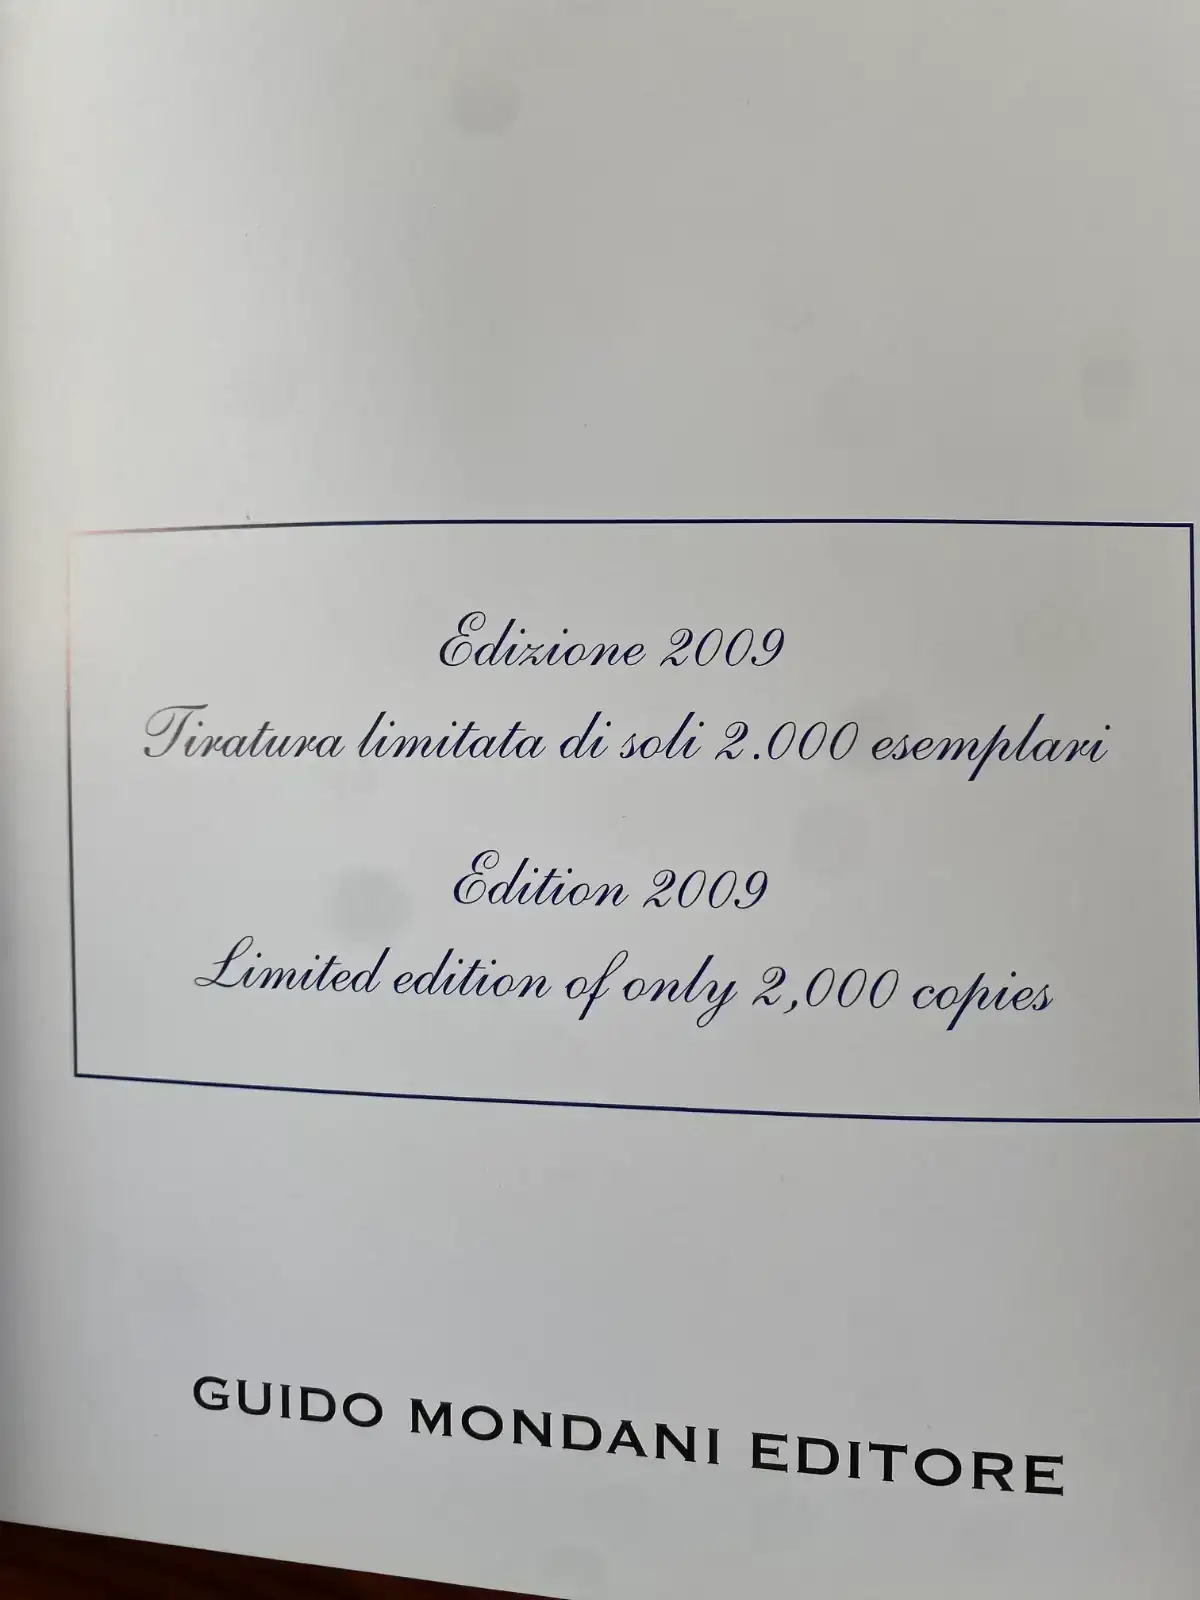 Edizione 2009
Tiratura limitata di soli 2.000 esemplari
Edition 2009
Limited edition of only 2,000 copies
GUIDO MONDANI EDITORE